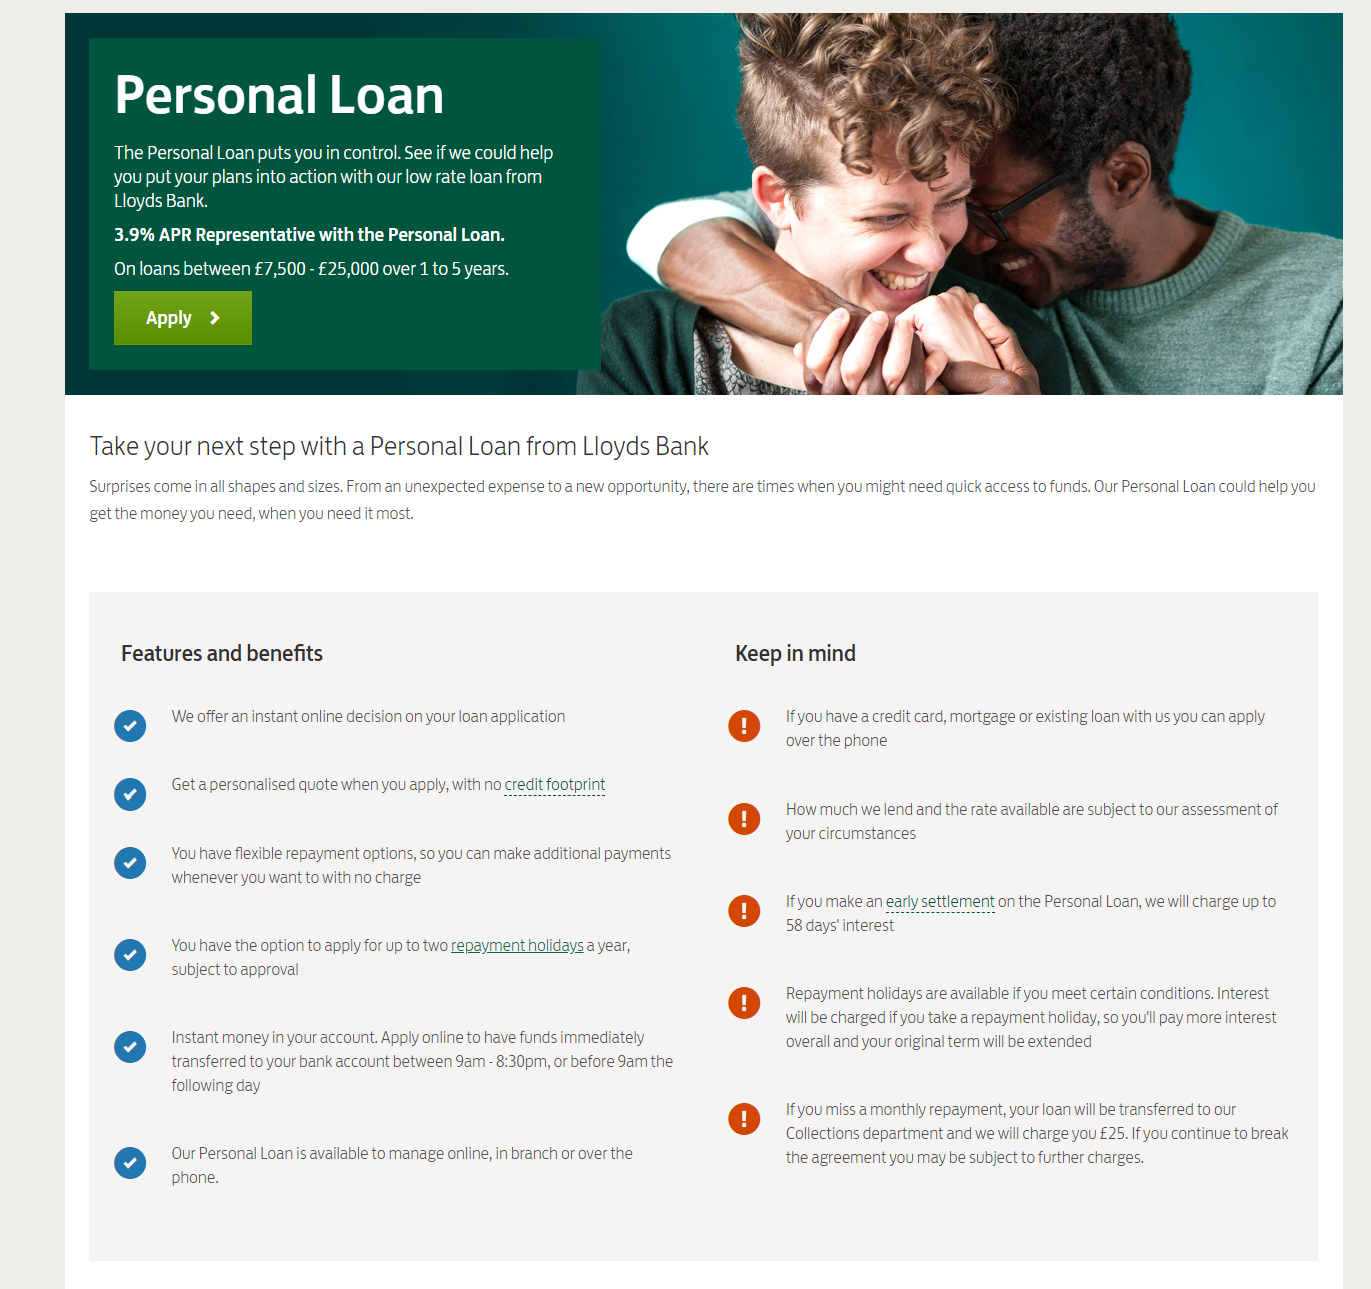 Personal Loan
The Personal Loan puts you in control. See if we could help
you put your plans into action with our low rate loan from
Lloyds Bank.
3.9% APR Representative with the Personal Loan.
On loans between £7,500 - £25,000 over 1 to 5 years.
Apply
Take your next step with a Personal Loan from Lloyds Bank
Surprises come in all shapes and sizes. From an unexpected expense to a new opportunity, there are times when you might need quick access to funds. Our Personal Loan could help you
get the money you need, when you need it most.
Features and benefits
We offer an instant online decision on your loan application
Get a personalised quote when you apply, with no credit footprint
You have flexible repayment options, so you can make additional payments
whenever you want to with no charge
You have the option to apply for up to two repayment holidays a year,
subject to approval
Instant money in your account. Apply online to have funds immediately
transferred to your bank account between 9am - 8:30pm, or before 9am the
following day
Our Personal Loan is available to manage online, in branch or over the
phone.
Keep in mind
If you have a credit card, mortgage or existing loan with us you can apply
over the phone
How much we lend and the rate available are subject to our assessment of
your circumstances
If you make an early settlement on the Personal Loan, we will charge up to
58 days' interest
Repayment holidays are available if you meet certain conditions. Interest
will be charged if you take a repayment holiday, so you'll pay more interest
overall and your original term will be extended
If you miss a monthly repayment, your loan will be transferred to our
Collections department and we will charge you £25. If you continue to break
the agreement you may be subject to further charges.